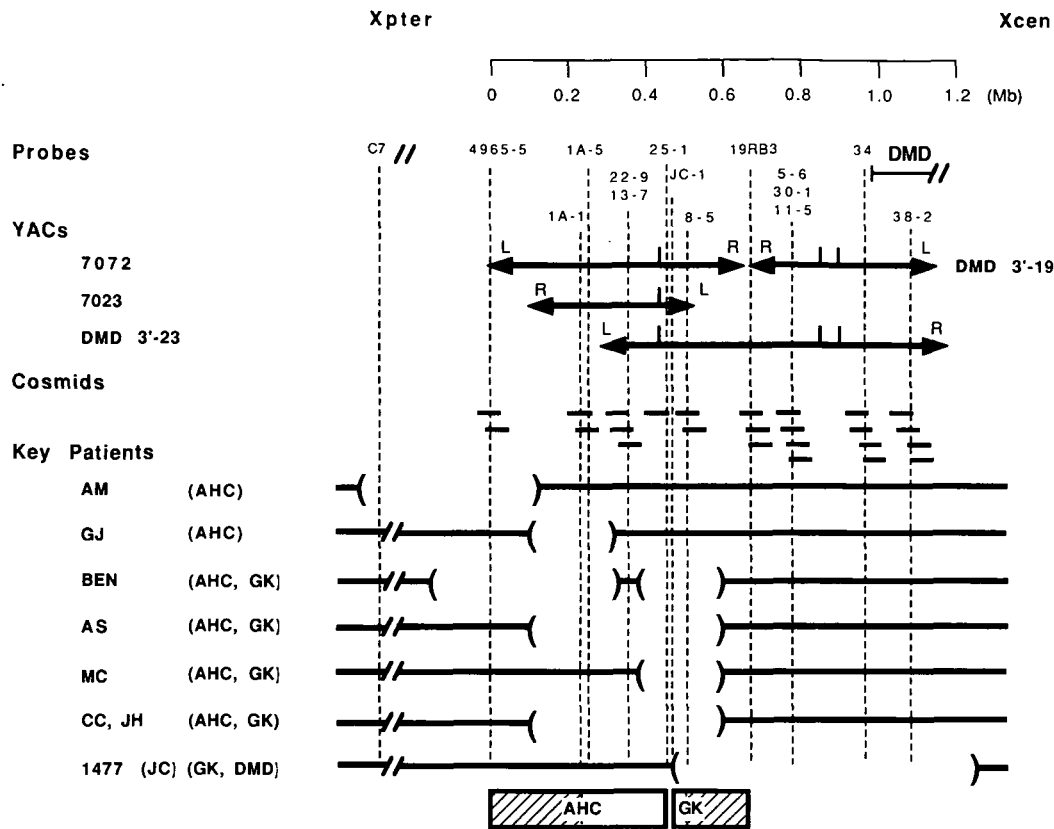 Xpter Xcen
0 0.2 0.4 0.6 0.8 1.0 1.2 (Mb)
Probes C7 4965-5 1A-5 25-1 19RB3 34 DMD
22-9 JC-1 5-6
13-7 30-1
1A-1 8-5 11-5 38-2
YACs
L R R L
7072 DMD 3'-19
R L
7023
L R
DMD 3'-23
Cosmids
Key Patients
AM (AHC)
GJ (AHC)
BEN (AHC, GK)
AS (AHC, GK)
MC (AHC, GK)
CC, JH (AHC, GK)
1477 (JC) (GK, DMD)
AHC GK